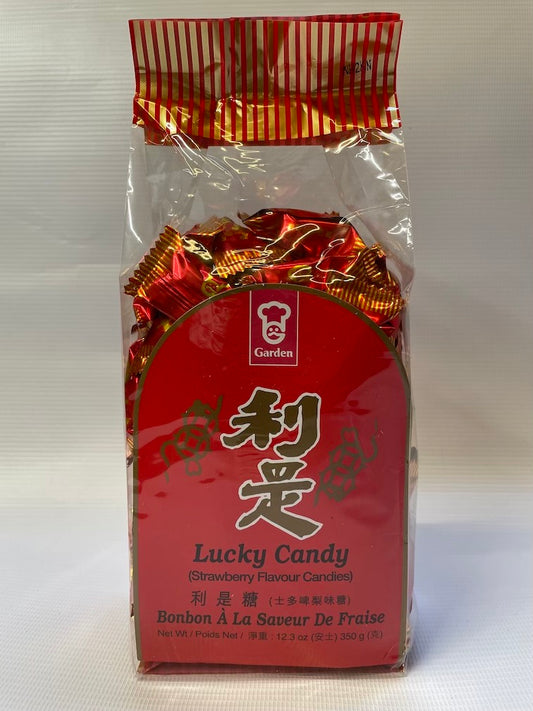 Garden
利
是
Lucky Candy
(Strawberry Flavour Candies)
利是糖 (士多啤梨味糖)
Bonbon À La Saveur De Fraise
Net Wt / Poids Net / 淨重 : 12.3 oz (安士) 350 g (克)